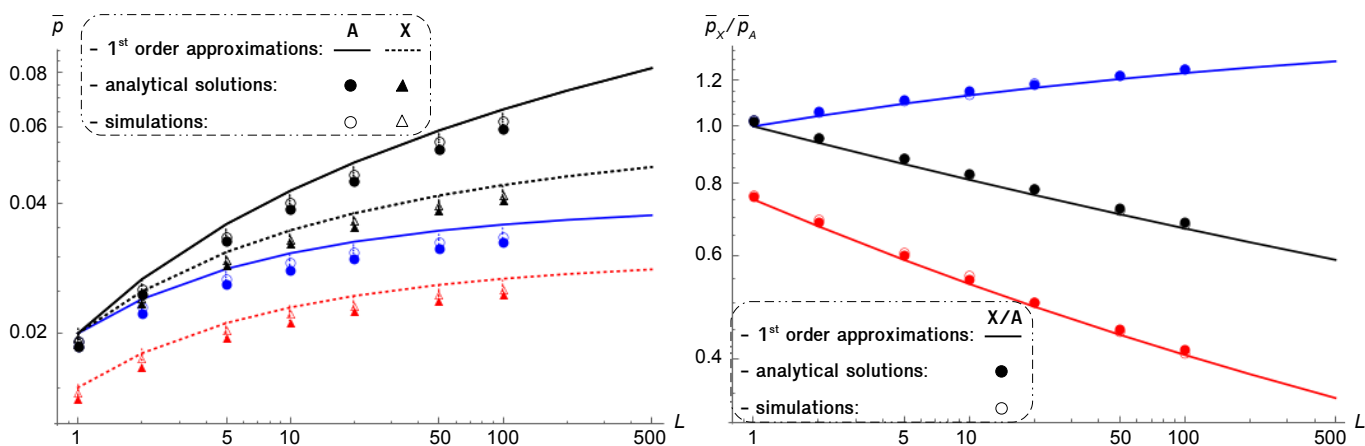 p̅
A X
– 1st order approximations:
– analytical solutions:
– simulations:
0.08
0.06
0.04
0.02
1 5 10 50 100 500 L
p̅X/p̅A
1.2
1.0
0.8
0.6
0.4
X/A
– 1st order approximations:
– analytical solutions:
– simulations:
1 5 10 50 100 500 L